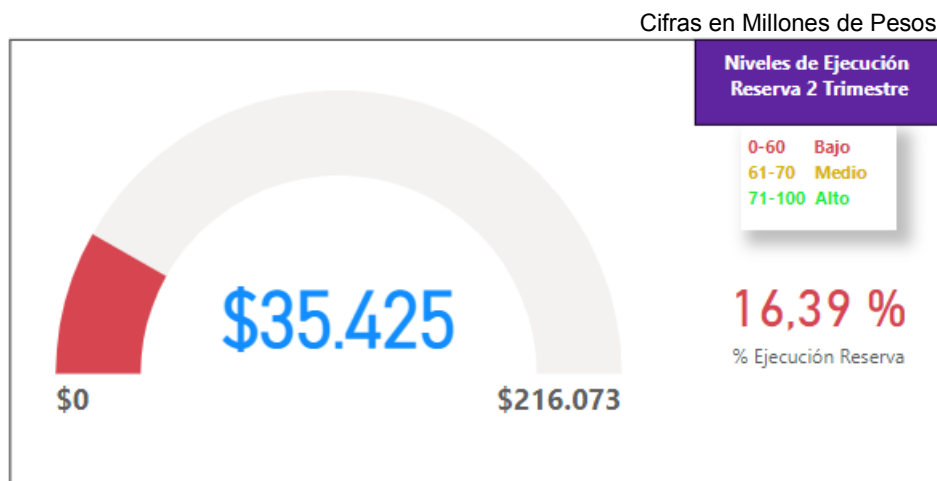 Cifras en Millones de Pesos
Niveles de Ejecución
Reserva 2 Trimestre
0-60 Bajo
61-70 Medio
71-100 Alto
$35.425
16,39 %
% Ejecución Reserva
$0
$216.073